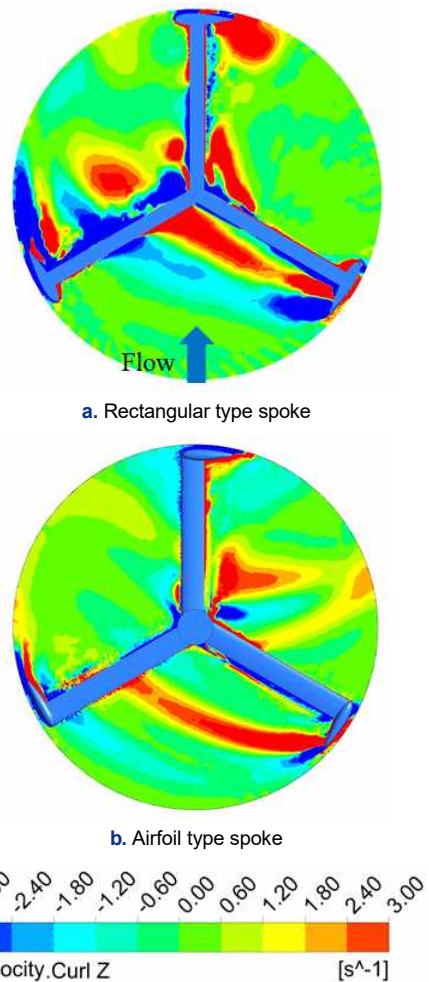 Flow
a. Rectangular type spoke
b. Airfoil type spoke
-2.40 -1.80 -1.20 -0.60 0.00 0.60 1.20 1.80 2.40 3.00
ocity.Curl Z [s^-1]